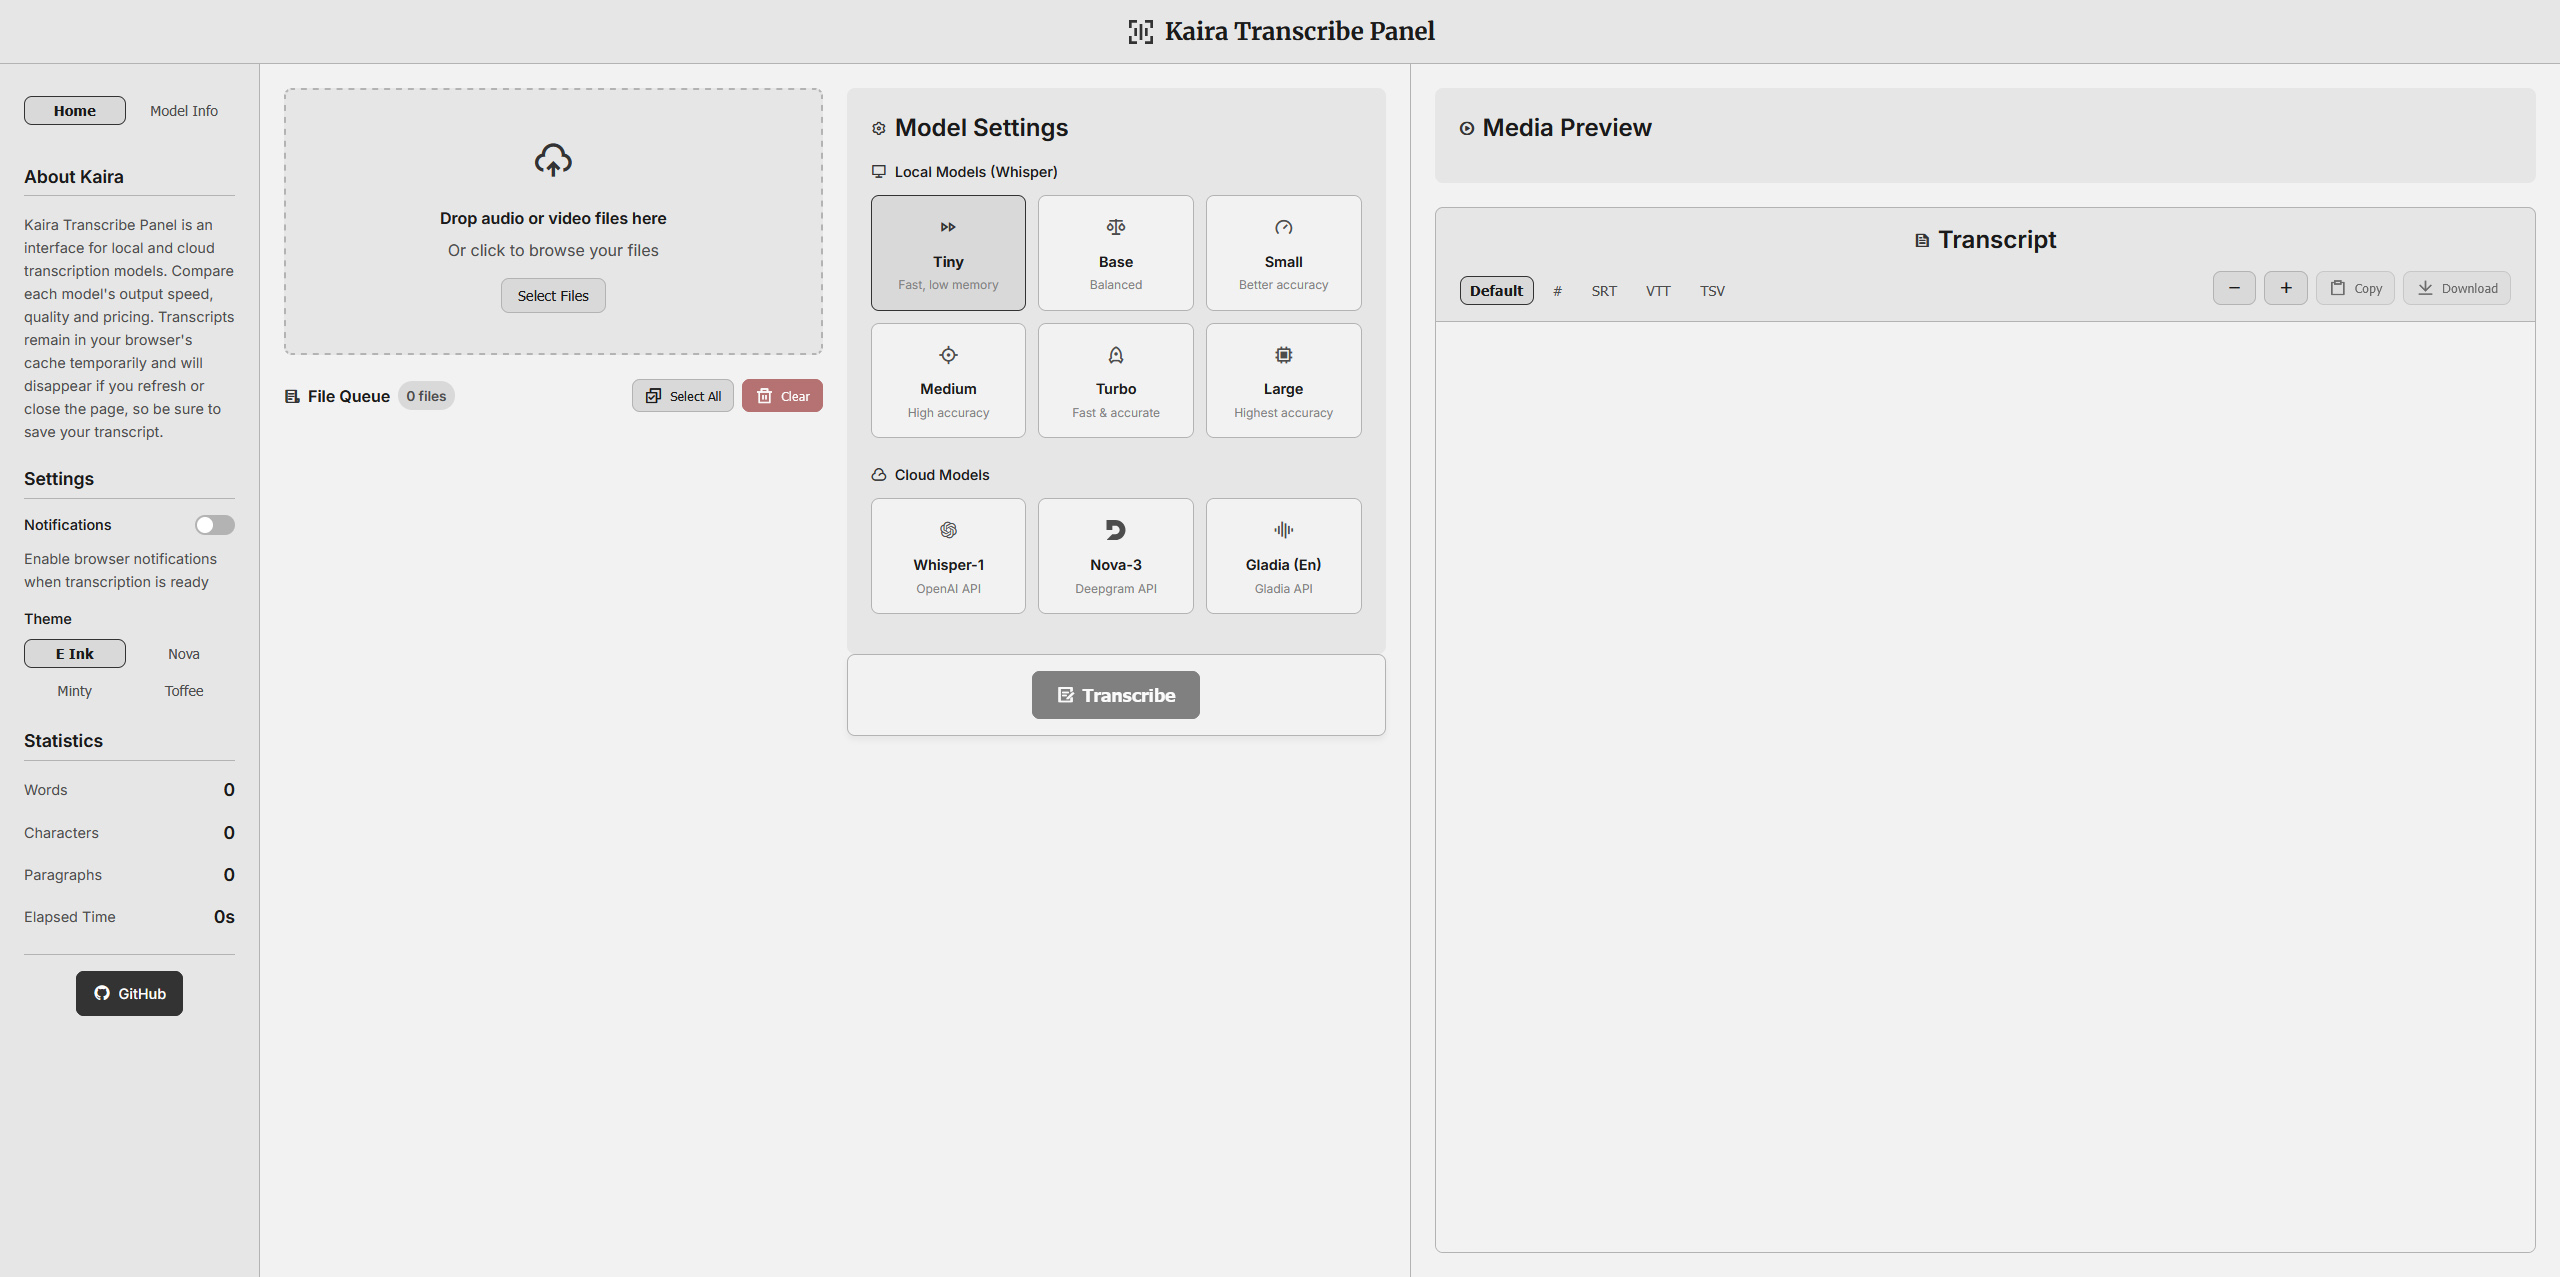 Kaira Transcribe Panel
Home
Model Info
About Kaira
Kaira Transcribe Panel is an
interface for local and cloud
transcription models. Compare
each model's output speed,
quality and pricing. Transcripts
remain in your browser's
cache temporarily and will
disappear if you refresh or
close the page, so be sure to
save your transcript.
Settings
Notifications
Enable browser notifications
when transcription is ready
Theme
E Ink
Nova
Minty
Toffee
Statistics
Words 0
Characters 0
Paragraphs 0
Elapsed Time 0s
GitHub
Drop audio or video files here
Or click to browse your files
Select Files
File Queue 0 files
Select All
Clear
Model Settings
Local Models (Whisper)
Tiny
Fast, low memory
Base
Balanced
Small
Better accuracy
Medium
High accuracy
Turbo
Fast & accurate
Large
Highest accuracy
Cloud Models
Whisper-1
OpenAI API
Nova-3
Deepgram API
Gladia (En)
Gladia API
Transcribe
Media Preview
Transcript
Default # SRT VTT TSV
− + Copy Download